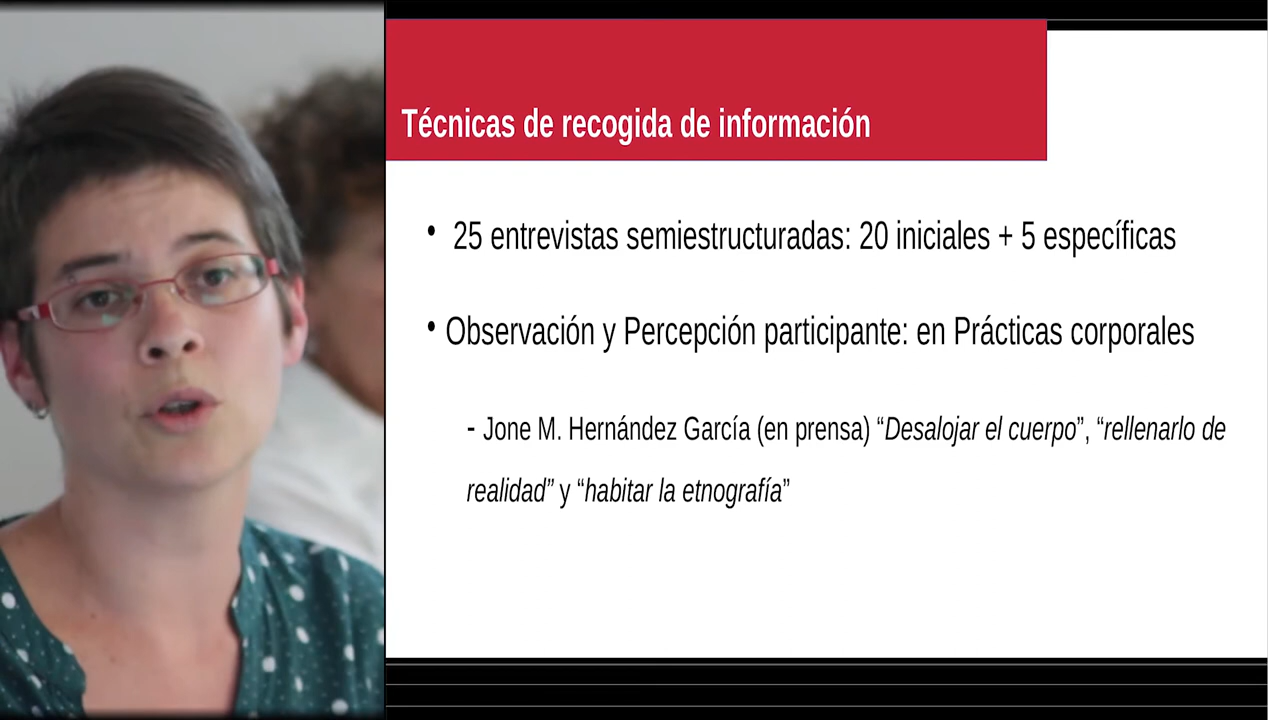 Técnicas de recogida de información
• 25 entrevistas semiestructuradas: 20 iniciales + 5 específicas
• Observación y Percepción participante: en Prácticas corporales
- Jone M. Hernández García (en prensa) “Desalojar el cuerpo”, “rellenarlo de
realidad” y “habitar la etnografía”